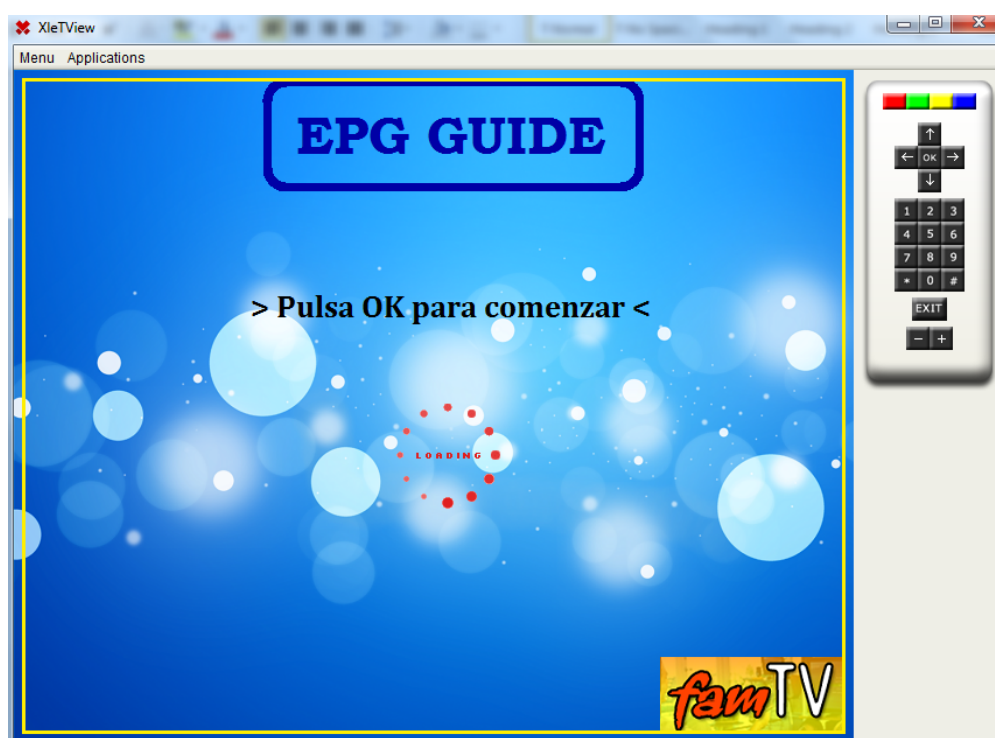 XleTView
Menu Applications
EPG GUIDE
> Pulsa OK para comenzar <
LOADING
famTV
↑
← OK →
↓
1 2 3
4 5 6
7 8 9
* 0 #
EXIT
- +